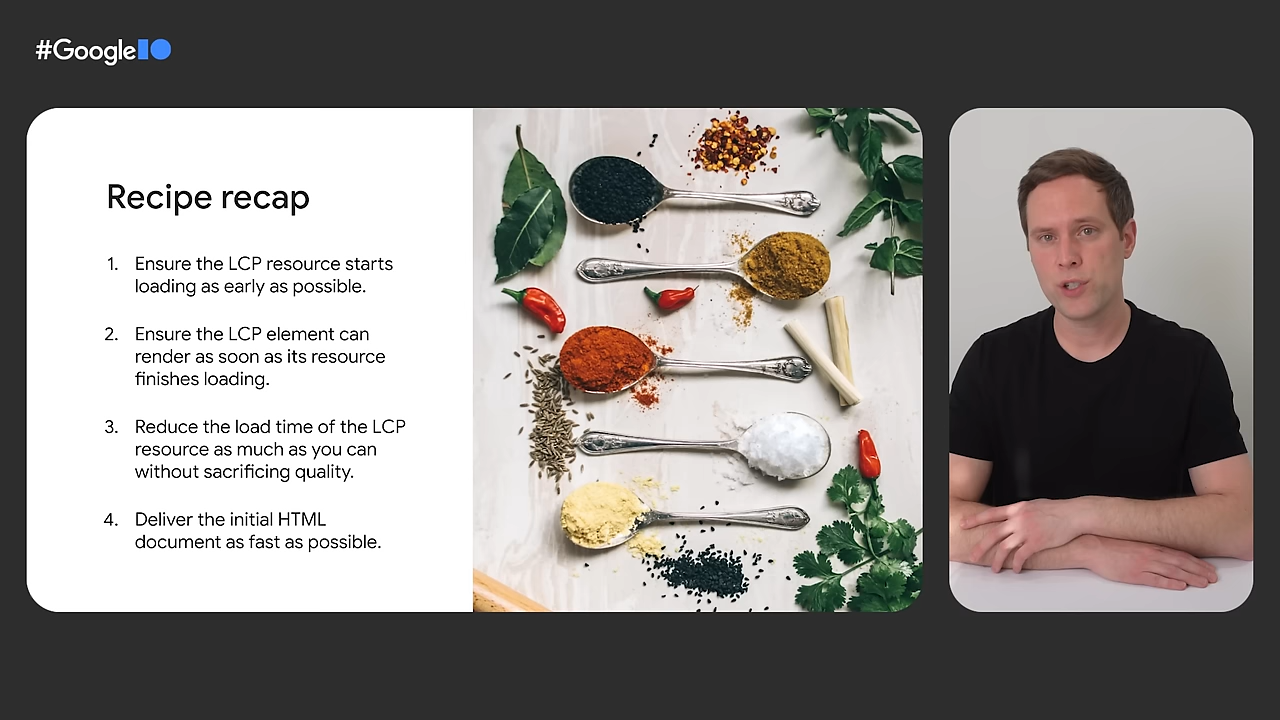 #GoogleIO
Recipe recap
1. Ensure the LCP resource starts
loading as early as possible.
2. Ensure the LCP element can
render as soon as its resource
finishes loading.
3. Reduce the load time of the LCP
resource as much as you can
without sacrificing quality.
4. Deliver the initial HTML
document as fast as possible.